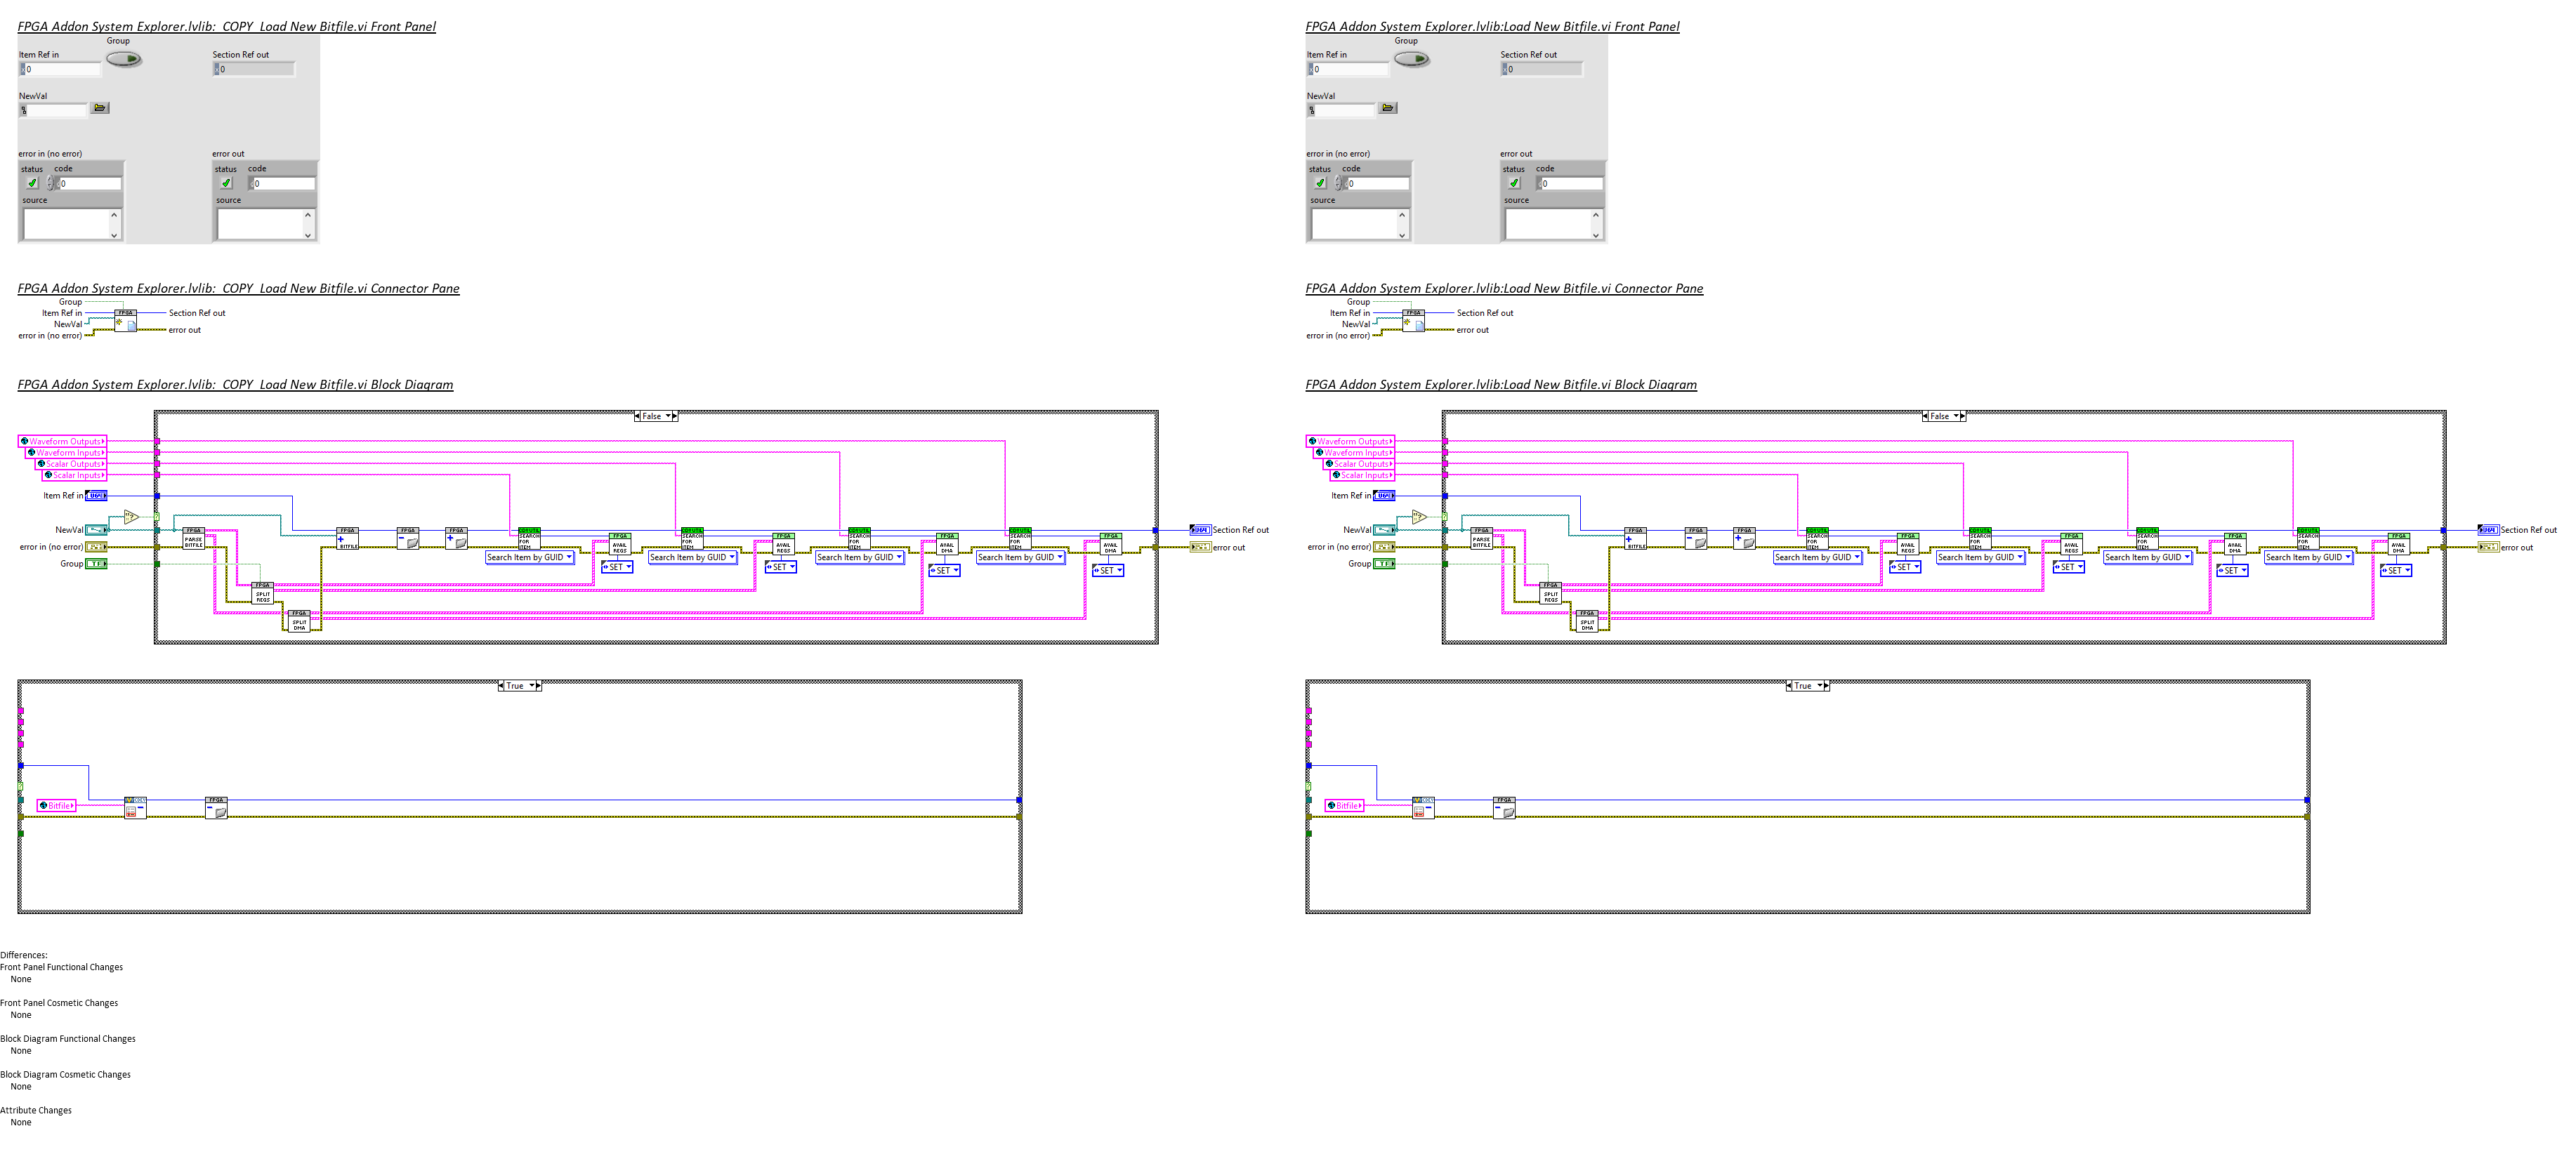 FPGA Addon System Explorer.lvlib:  COPY  Load New Bitfile.vi Front Panel
Group
Item Ref in
Section Ref out
0
0
NewVal
error in (no error)
error out
status code
status code
0
0
source
source
FPGA Addon System Explorer.lvlib:  COPY  Load New Bitfile.vi Connector Pane
Group
Item Ref in
FPGA
Section Ref out
NewVal
error in (no error)
error out
FPGA Addon System Explorer.lvlib:  COPY  Load New Bitfile.vi Block Diagram
False
Waveform Outputs
Waveform Inputs
Scalar Outputs
Scalar Inputs
Item Ref in
NewVal
error in (no error)
Group
FPGA PARSE BITFILE
FPGA BITFILE
FPGA
FPGA
SEARCH FOR ITEM
Search Item by GUID
FPGA AVAIL REGS
SET
SEARCH FOR ITEM
Search Item by GUID
FPGA AVAIL REGS
SET
SEARCH FOR ITEM
Search Item by GUID
FPGA AVAIL DMA
SET
SEARCH FOR ITEM
Search Item by GUID
FPGA AVAIL DMA
SET
FPGA SPLIT REGS
FPGA SPLIT DMA
Section Ref out
error out
True
Bitfile
FPGA
FPGA Addon System Explorer.lvlib:Load New Bitfile.vi Front Panel
Group
Item Ref in
Section Ref out
0
0
NewVal
error in (no error)
error out
status code
status code
0
0
source
source
FPGA Addon System Explorer.lvlib:Load New Bitfile.vi Connector Pane
Group
Item Ref in
FPGA
Section Ref out
NewVal
error in (no error)
error out
FPGA Addon System Explorer.lvlib:Load New Bitfile.vi Block Diagram
False
Waveform Outputs
Waveform Inputs
Scalar Outputs
Scalar Inputs
Item Ref in
NewVal
error in (no error)
Group
FPGA PARSE BITFILE
FPGA BITFILE
FPGA
FPGA
SEARCH FOR ITEM
Search Item by GUID
FPGA AVAIL REGS
SET
SEARCH FOR ITEM
Search Item by GUID
FPGA AVAIL REGS
SET
SEARCH FOR ITEM
Search Item by GUID
FPGA AVAIL DMA
SET
SEARCH FOR ITEM
Search Item by GUID
FPGA AVAIL DMA
SET
FPGA SPLIT REGS
FPGA SPLIT DMA
Section Ref out
error out
True
Bitfile
FPGA
Differences:
Front Panel Functional Changes
None
Front Panel Cosmetic Changes
None
Block Diagram Functional Changes
None
Block Diagram Cosmetic Changes
None
Attribute Changes
None